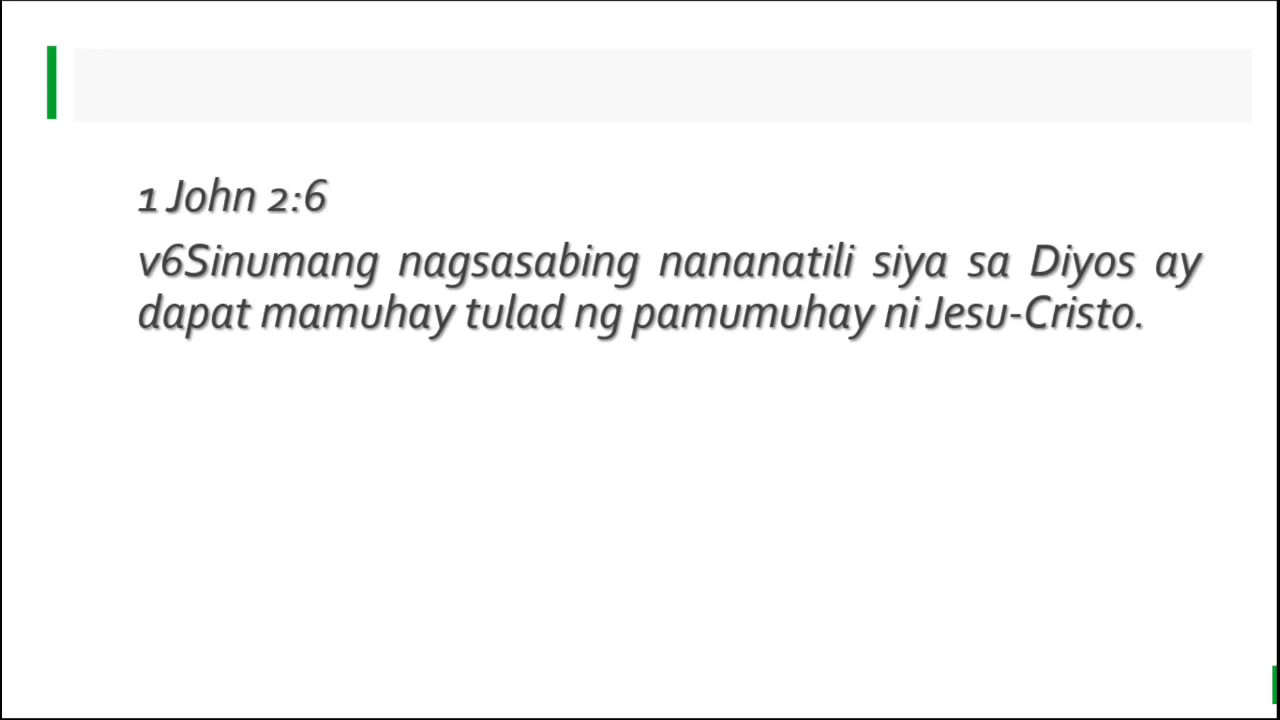 1 John 2:6
v6Sinumang nagsasabing nananatili siya sa Diyos ay
dapat mamuhay tulad ng pamumuhay ni Jesu-Cristo.